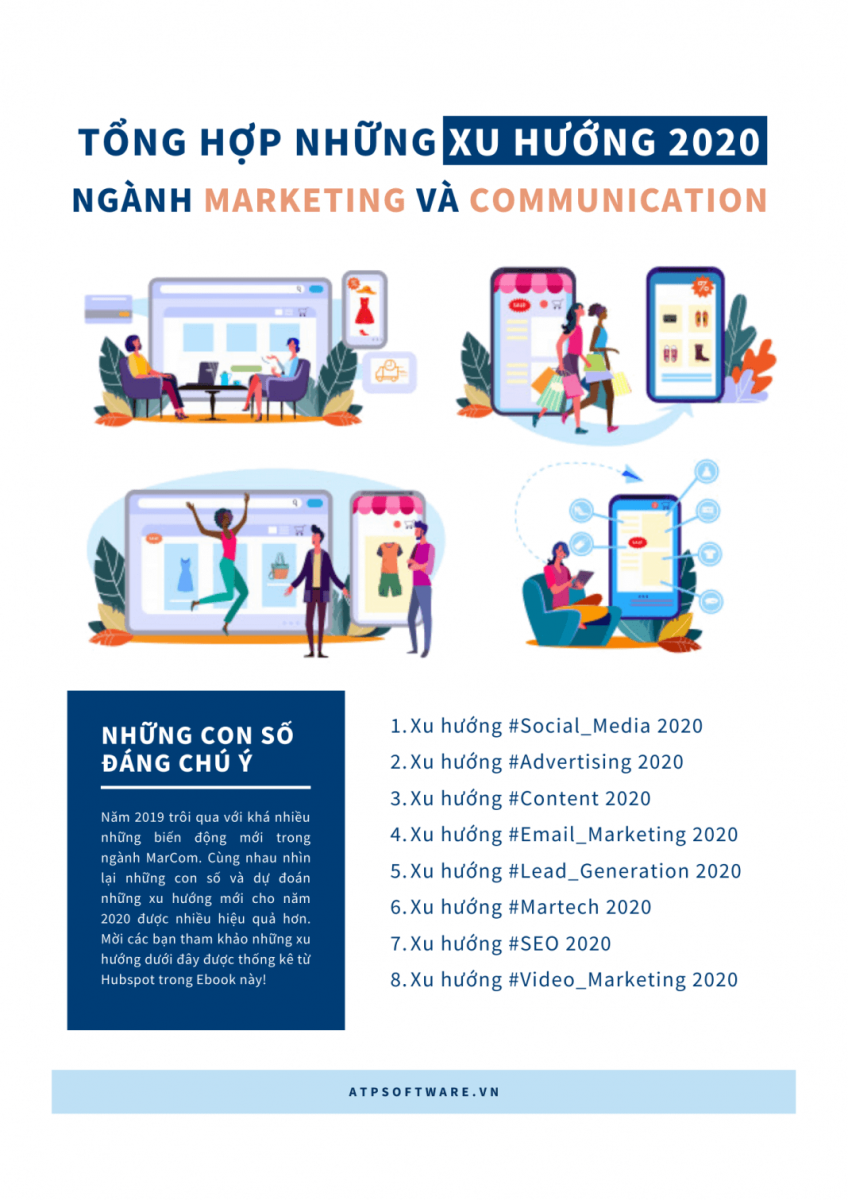 TỔNG HỢP NHỮNG XU HƯỚNG 2020
NGÀNH MARKETING VÀ COMMUNICATION
SALE
%
SALE
SALE
NHỮNG CON SỐ
ĐÁNG CHÚ Ý
Năm 2019 trôi qua với khá nhiều
những biến động mới trong
ngành MarCom. Cùng nhau nhìn
lại những con số và dự đoán
những xu hướng mới cho năm
2020 được nhiều hiệu quả hơn.
Mời các bạn tham khảo những xu
hướng dưới đây được thống kê từ
Hubspot trong Ebook này!
1. Xu hướng #Social_Media 2020
2. Xu hướng #Advertising 2020
3. Xu hướng #Content 2020
4. Xu hướng #Email_Marketing 2020
5. Xu hướng #Lead_Generation 2020
6. Xu hướng #Martech 2020
7. Xu hướng #SEO 2020
8. Xu hướng #Video_Marketing 2020
ATPSOFTWARE.VN